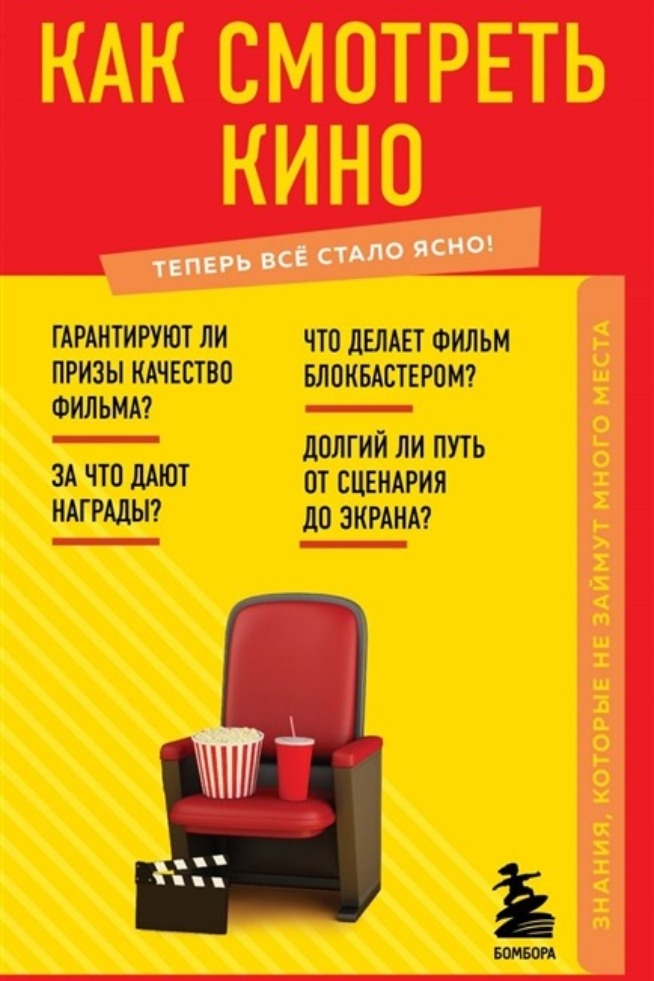 КАК СМОТРЕТЬ
КИНО
ТЕПЕРЬ ВСЁ СТАЛО ЯСНО!
ГАРАНТИРУЮТ ЛИ
ПРИЗЫ КАЧЕСТВО
ФИЛЬМА?
ЗА ЧТО ДАЮТ
НАГРАДЫ?
ЧТО ДЕЛАЕТ ФИЛЬМ
БЛОКБАСТЕРОМ?
ДОЛГИЙ ЛИ ПУТЬ
ОТ СЦЕНАРИЯ
ДО ЭКРАНА?
ЗНАНИЯ, КОТОРЫЕ НЕ ЗАЙМУТ МНОГО МЕСТА
БОМБОРА